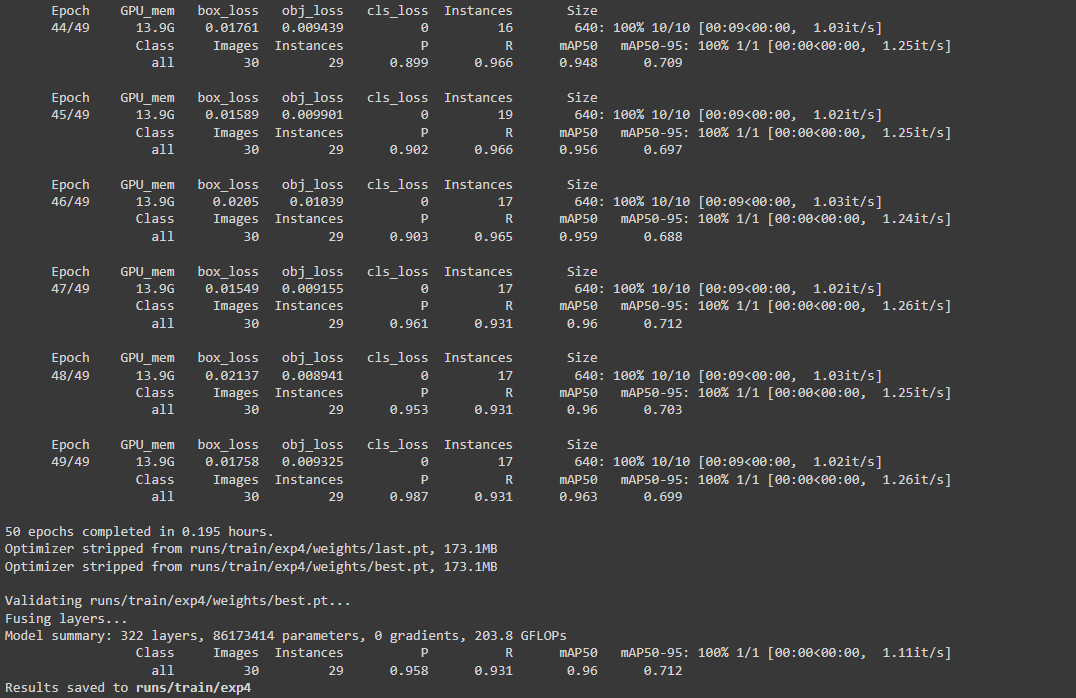 Epoch GPU_mem box_loss obj_loss cls_loss Instances Size
44/49 13.9G 0.01761 0.009439 0 16 640: 100% 10/10 [00:09<00:00, 1.03it/s]
Class Images Instances P R mAP50 mAP50-95: 100% 1/1 [00:00<00:00, 1.25it/s]
all 30 29 0.899 0.966 0.948 0.709
Epoch GPU_mem box_loss obj_loss cls_loss Instances Size
45/49 13.9G 0.01589 0.009901 0 19 640: 100% 10/10 [00:09<00:00, 1.02it/s]
Class Images Instances P R mAP50 mAP50-95: 100% 1/1 [00:00<00:00, 1.25it/s]
all 30 29 0.902 0.966 0.956 0.697
Epoch GPU_mem box_loss obj_loss cls_loss Instances Size
46/49 13.9G 0.0205 0.01039 0 17 640: 100% 10/10 [00:09<00:00, 1.03it/s]
Class Images Instances P R mAP50 mAP50-95: 100% 1/1 [00:00<00:00, 1.24it/s]
all 30 29 0.903 0.965 0.959 0.688
Epoch GPU_mem box_loss obj_loss cls_loss Instances Size
47/49 13.9G 0.01549 0.009155 0 17 640: 100% 10/10 [00:09<00:00, 1.02it/s]
Class Images Instances P R mAP50 mAP50-95: 100% 1/1 [00:00<00:00, 1.26it/s]
all 30 29 0.961 0.931 0.96 0.712
Epoch GPU_mem box_loss obj_loss cls_loss Instances Size
48/49 13.9G 0.02137 0.008941 0 17 640: 100% 10/10 [00:09<00:00, 1.03it/s]
Class Images Instances P R mAP50 mAP50-95: 100% 1/1 [00:00<00:00, 1.25it/s]
all 30 29 0.953 0.931 0.96 0.703
Epoch GPU_mem box_loss obj_loss cls_loss Instances Size
49/49 13.9G 0.01758 0.009325 0 17 640: 100% 10/10 [00:09<00:00, 1.02it/s]
Class Images Instances P R mAP50 mAP50-95: 100% 1/1 [00:00<00:00, 1.26it/s]
all 30 29 0.987 0.931 0.963 0.699
50 epochs completed in 0.195 hours.
Optimizer stripped from runs/train/exp4/weights/last.pt, 173.1MB
Optimizer stripped from runs/train/exp4/weights/best.pt, 173.1MB
Validating runs/train/exp4/weights/best.pt...
Fusing layers...
Model summary: 322 layers, 86173414 parameters, 0 gradients, 203.8 GFLOPs
Class Images Instances P R mAP50 mAP50-95: 100% 1/1 [00:00<00:00, 1.11it/s]
all 30 29 0.958 0.931 0.96 0.712
Results saved to runs/train/exp4